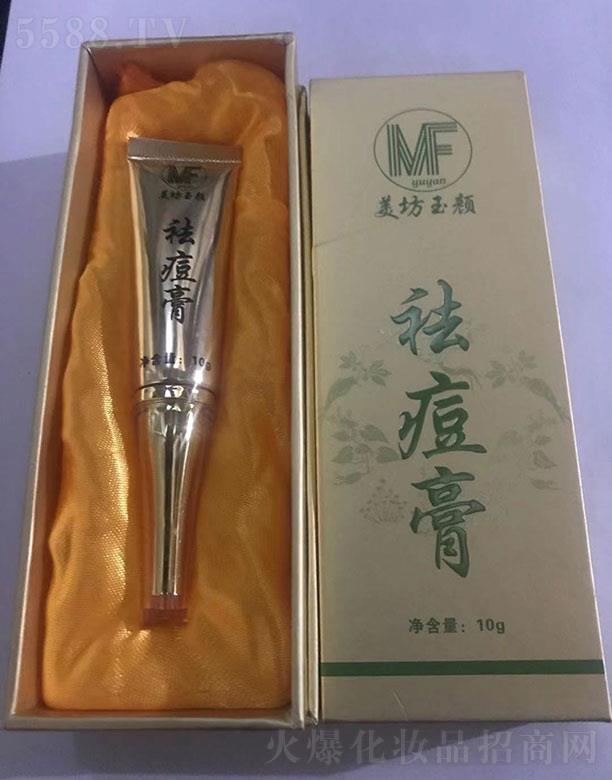 5588.TV
MF
美坊玉颜
祛痘膏
净含量：10g
MF
yuyan
美坊玉颜
祛痘膏
净含量：10g
火爆化妆品招商网